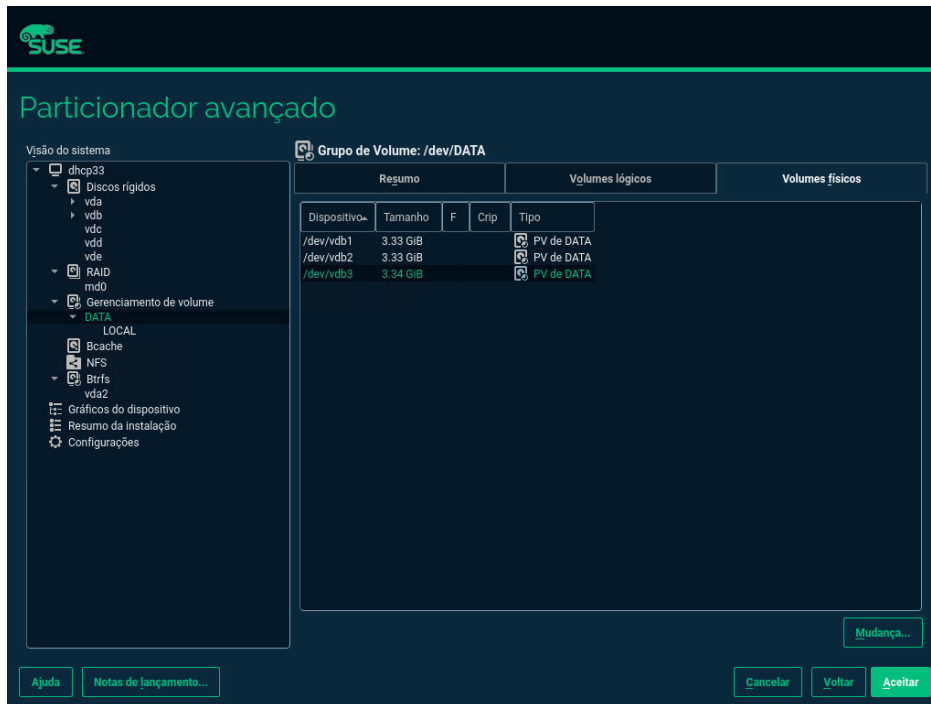 SUSE
Particionador avançado
Visão do sistema
dhcp33
Discos rígidos
vda
vdb
vdc
vdd
vde
RAID
md0
Gerenciamento de volume
DATA
LOCAL
Bcache
NFS
Btrfs
vda2
Gráficos do dispositivo
Resumo da instalação
Configurações
Grupo de Volume: /dev/DATA
Resumo Volumes lógicos Volumes físicos
Dispositivo Tamanho F Crip Tipo
/dev/vdb1 3.33 GiB PV de DATA
/dev/vdb2 3.33 GiB PV de DATA
/dev/vdb3 3.34 GiB PV de DATA
Mudança...
Ajuda Notas de lançamento... Cancelar Voltar Aceitar